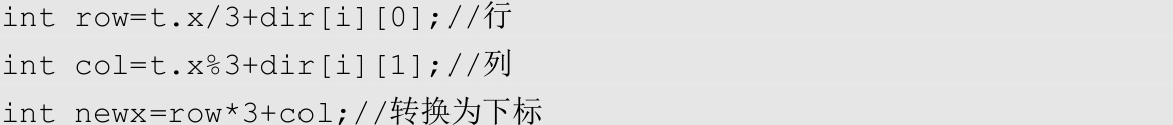 int row=t.x/3+dir[i][0];//行
int col=t.x%3+dir[i][1];//列
int newx=row*3+col;//转换为下标